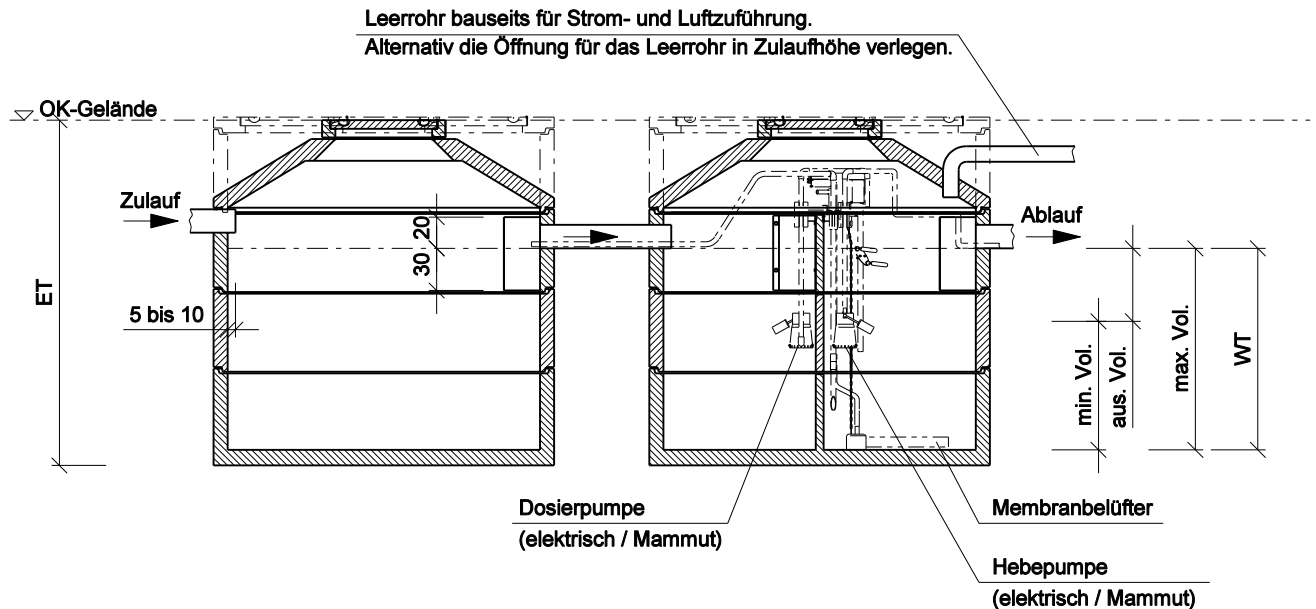 Leerrohr bauseits für Strom- und Luftzuführung.
Alternativ die Öffnung für das Leerrohr in Zulaufhöhe verlegen.
OK-Gelände
Zulauf
Ablauf
20
30
ET
5 bis 10
min. Vol.
aus. Vol.
max. Vol.
WT
Dosierpumpe
(elektrisch / Mammut)
Membranbelüfter
Hebepumpe
(elektrisch / Mammut)